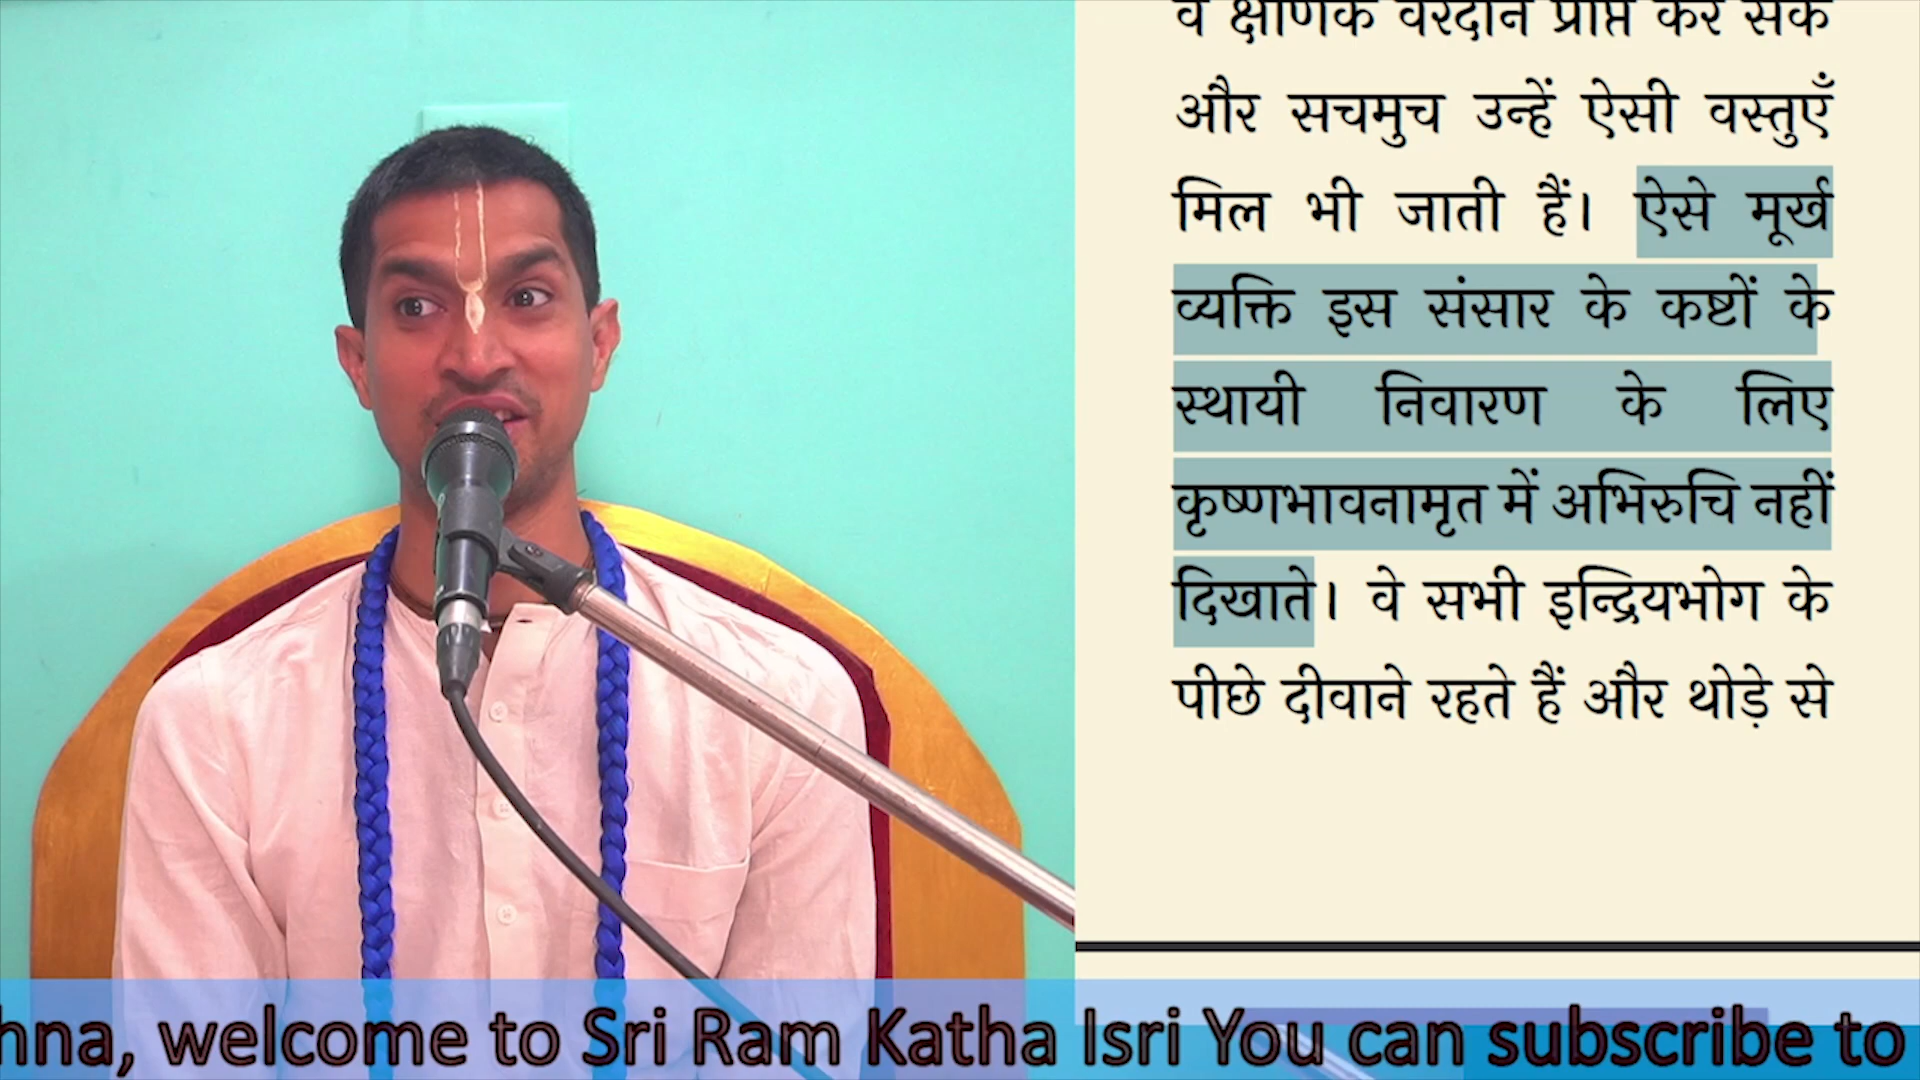 वे क्षणिक वरदान प्राप्त कर सकें
और सचमुच उन्हें ऐसी वस्तुएँ
मिल भी जाती हैं। ऐसे मूर्ख
व्यक्ति इस संसार के कष्टों के
स्थायी निवारण के लिए
कृष्णभावनामृत में अभिरुचि नहीं
दिखाते। वे सभी इन्द्रियभोग के
पीछे दीवाने रहते हैं और थोड़े से
hna, welcome to Sri Ram Katha Isri You can subscribe to